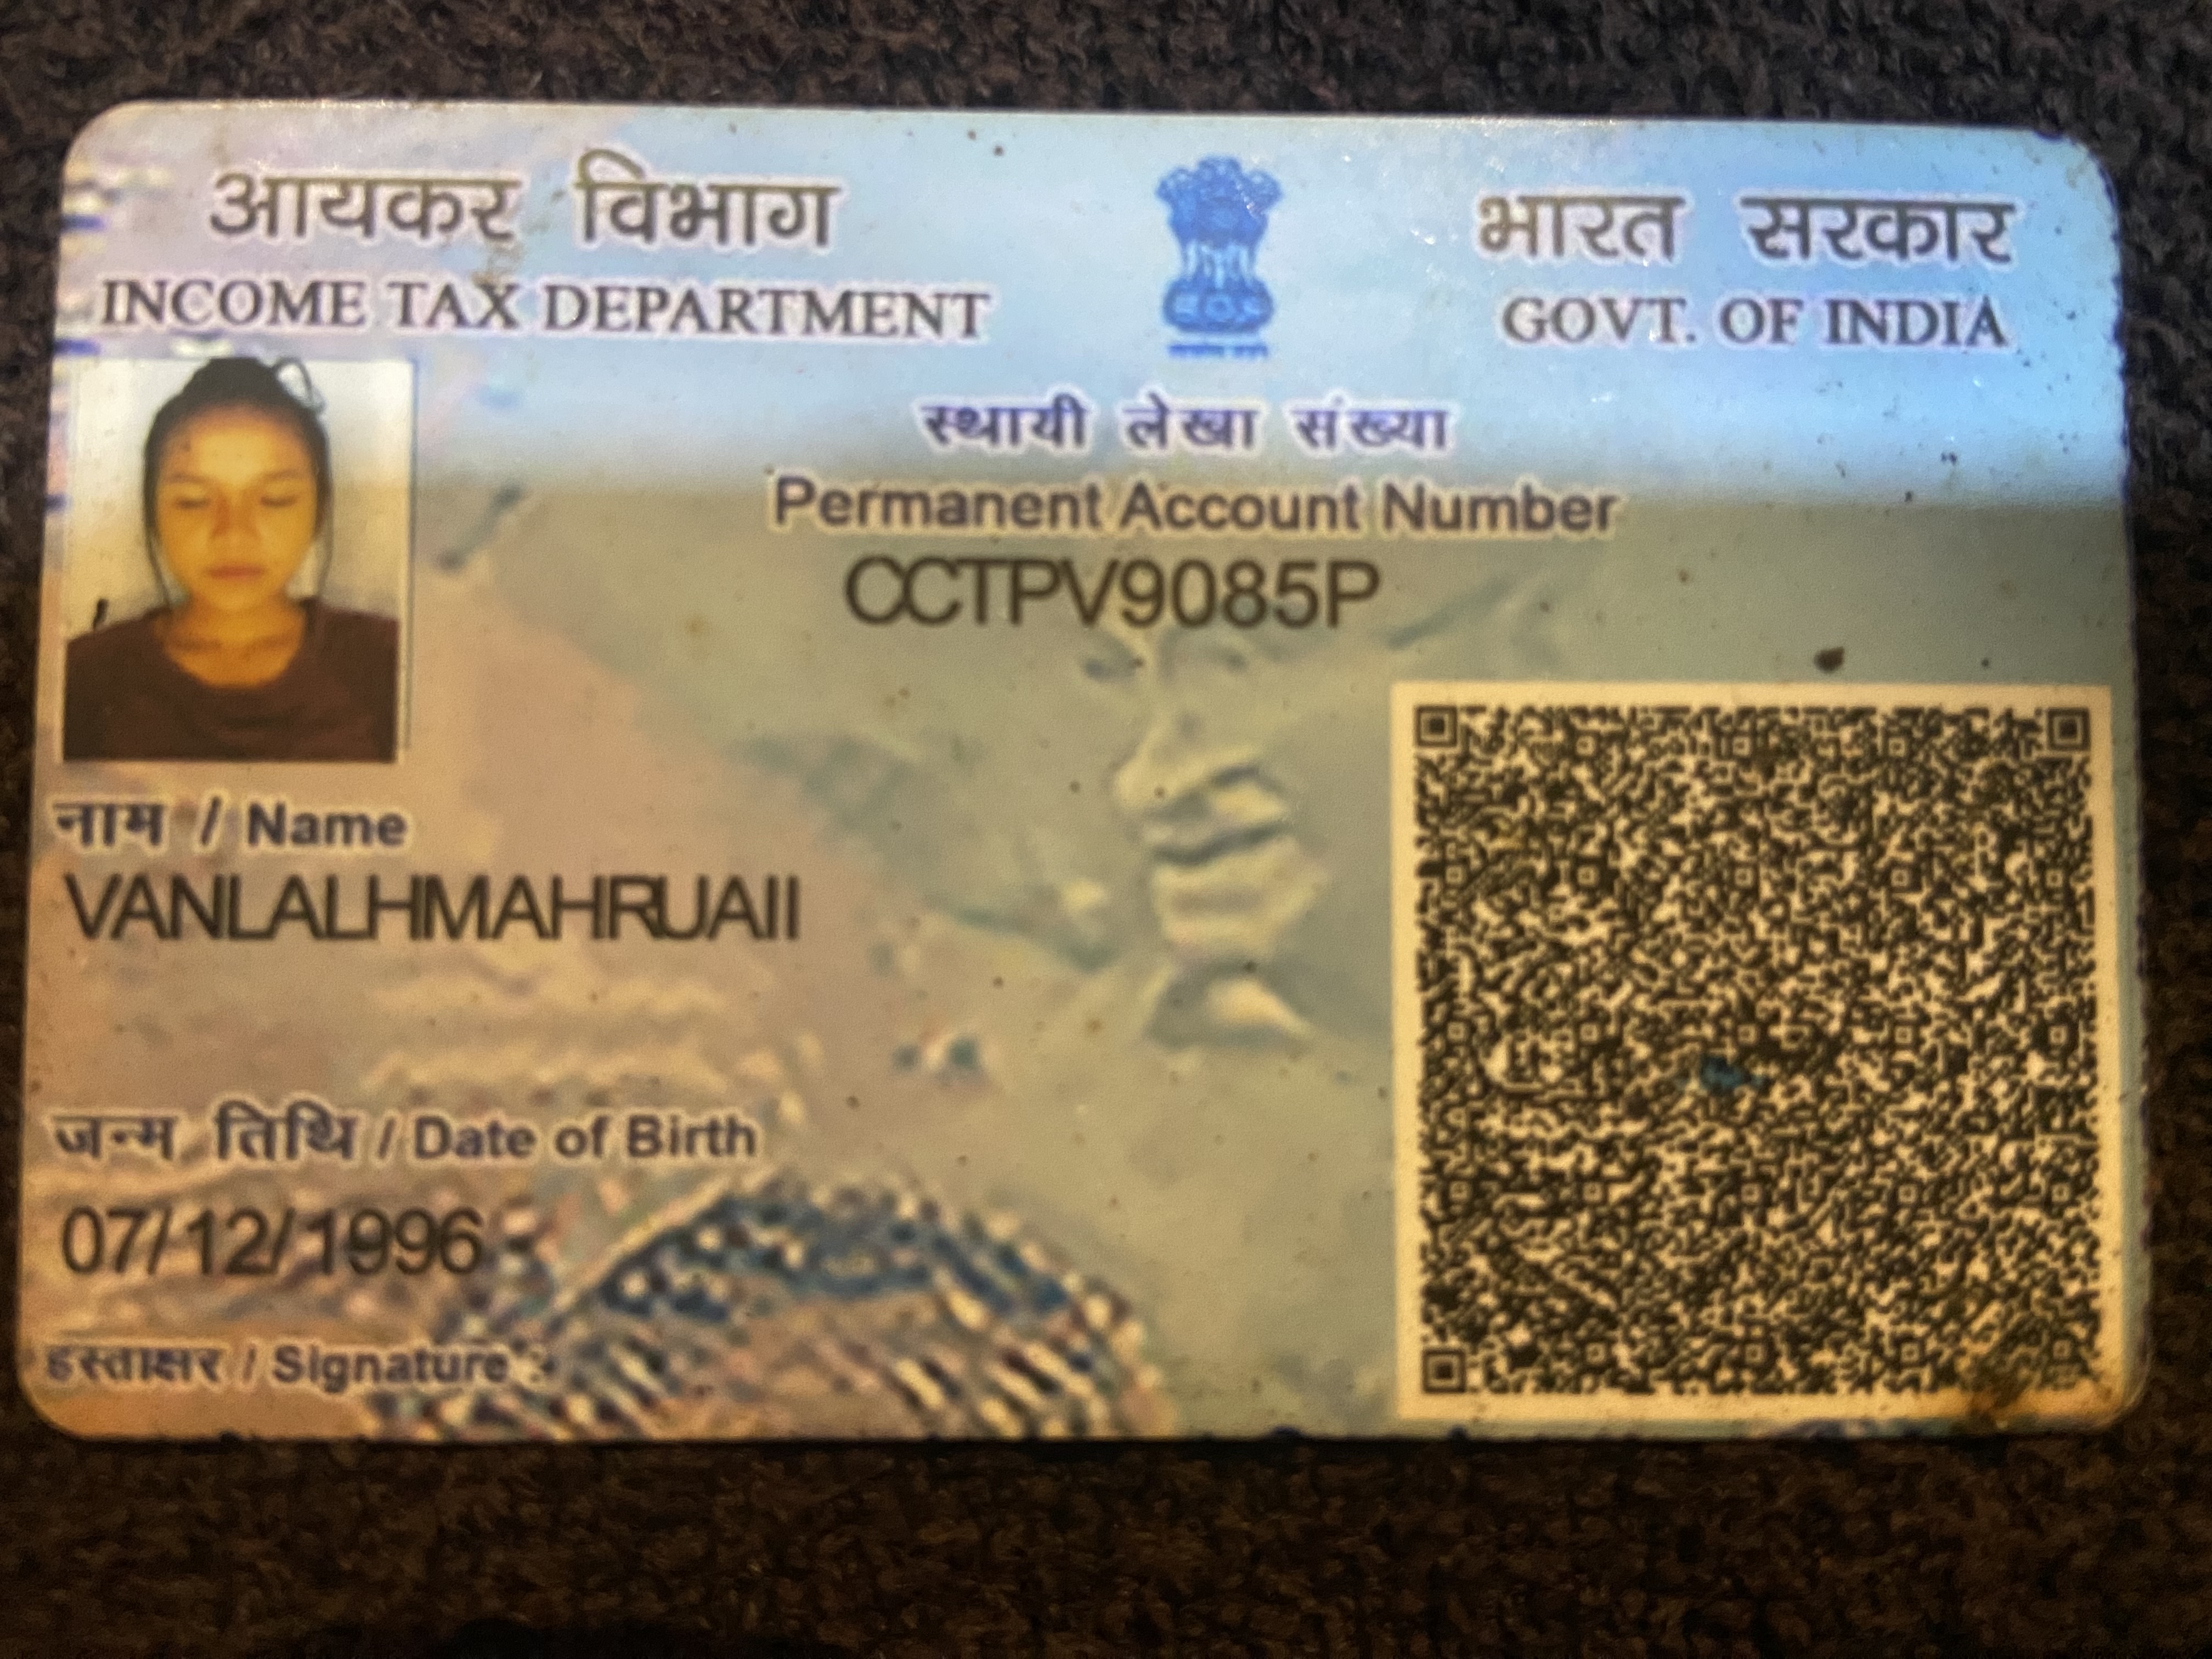 आयकर विभाग
INCOME TAX DEPARTMENT
भारत सरकार
GOVT. OF INDIA
स्थायी लेखा संख्या
Permanent Account Number
CCTPV9085P
नाम / Name
VANLALHMAHRUAII
जन्म तिथि / Date of Birth
07/12/1996
हस्ताक्षर / Signature :